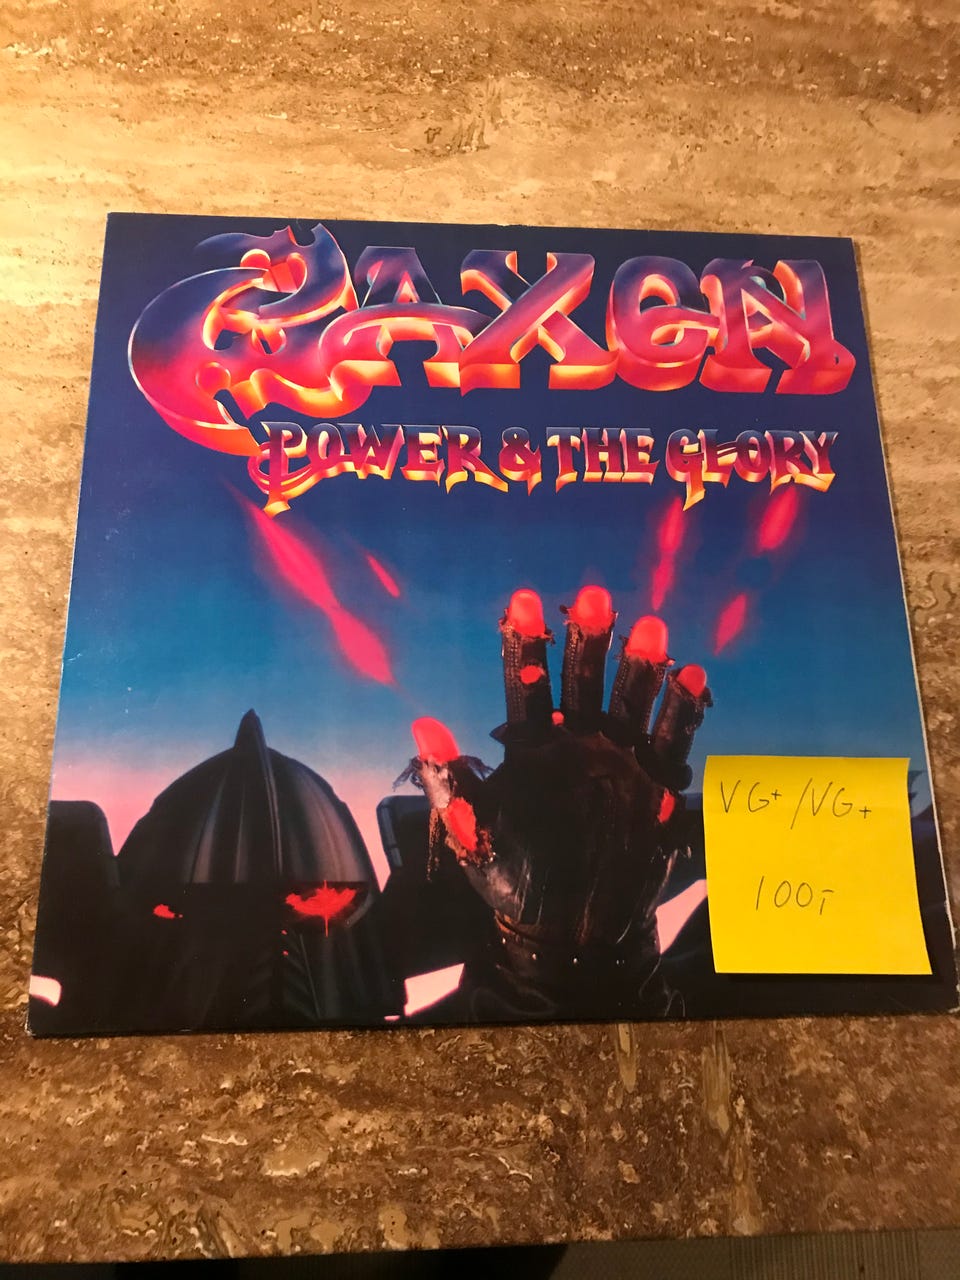 SAXON
POWER & THE GLORY
VG+/VG+
100,-